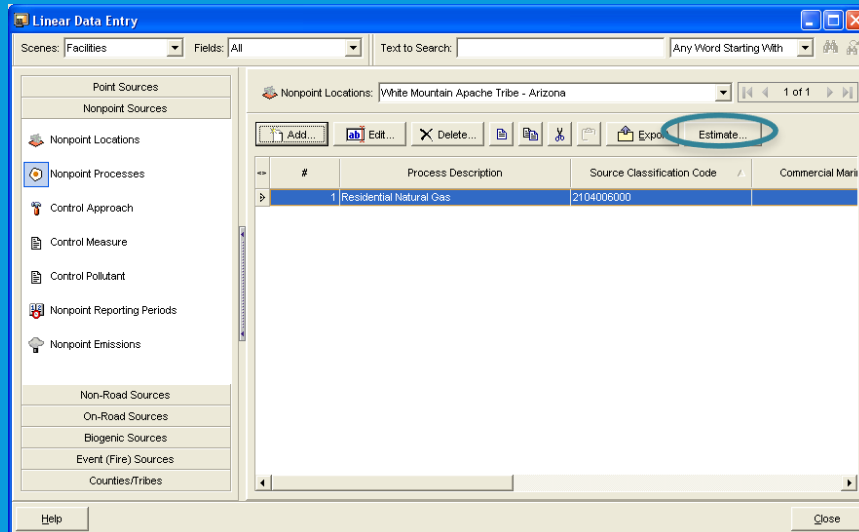 Linear Data Entry
Scenes: Facilities Fields: All Text to Search: Any Word Starting With
Point Sources
Nonpoint Sources
Nonpoint Locations
Nonpoint Processes
Control Approach
Control Measure
Control Pollutant
Nonpoint Reporting Periods
Nonpoint Emissions
Non-Road Sources
On-Road Sources
Biogenic Sources
Event (Fire) Sources
Counties/Tribes
Nonpoint Locations: White Mountain Apache Tribe - Arizona 1 of 1
Add... Edit... Delete... Export Estimate...
# Process Description Source Classification Code Commercial Mari
1 Residential Natural Gas 2104006000
Help Close